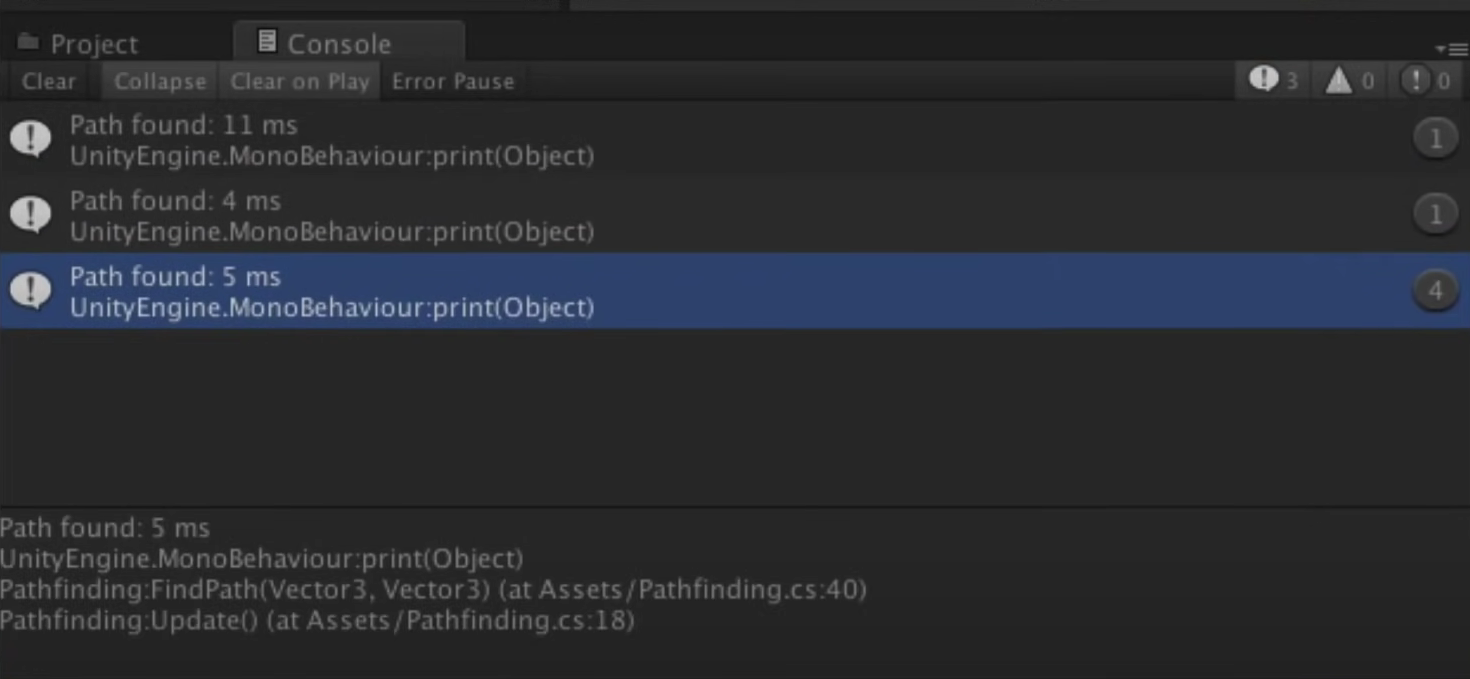 Project Console
Clear Collapse Clear on Play Error Pause 3 0 0
Path found: 11 ms
UnityEngine.MonoBehaviour:print(Object)
1
Path found: 4 ms
UnityEngine.MonoBehaviour:print(Object)
1
Path found: 5 ms
UnityEngine.MonoBehaviour:print(Object)
4
Path found: 5 ms
UnityEngine.MonoBehaviour:print(Object)
Pathfinding:FindPath(Vector3, Vector3) (at Assets/Pathfinding.cs:40)
Pathfinding:Update() (at Assets/Pathfinding.cs:18)